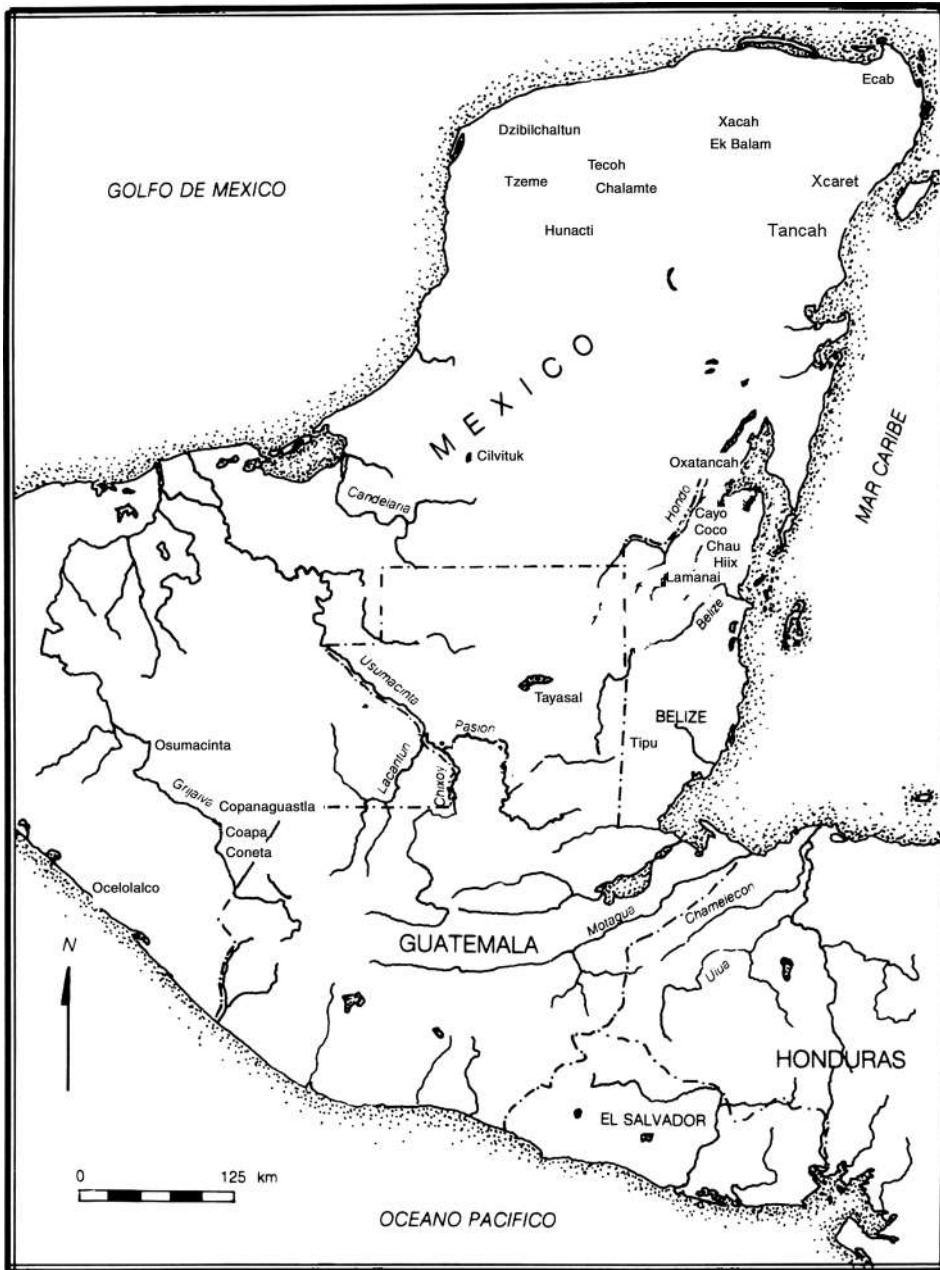 Ecab
Xacah
Dzibilchaltun
Ek Balam
Tecoh
Tzeme
Chalamte
Xcaret
GOLFO DE MEXICO
Hunacti
Tancah
MEXICO
MAR CARIBE
Cilvituk
Oxatancah
Candelaria
Hondo
Cayo
Coco
Chau
Hiix
Lamanai
Belize
Usumacinta
Tayasal
BELIZE
Pasion
Tipu
Osumacinta
Lacantun
Chixoy
Grijalva
Copanaguastla
Coapa
Coneta
Ocelolalco
Motagua
Chamelecon
N
GUATEMALA
Ulua
HONDURAS
EL SALVADOR
0 125 km
OCEANO PACIFICO